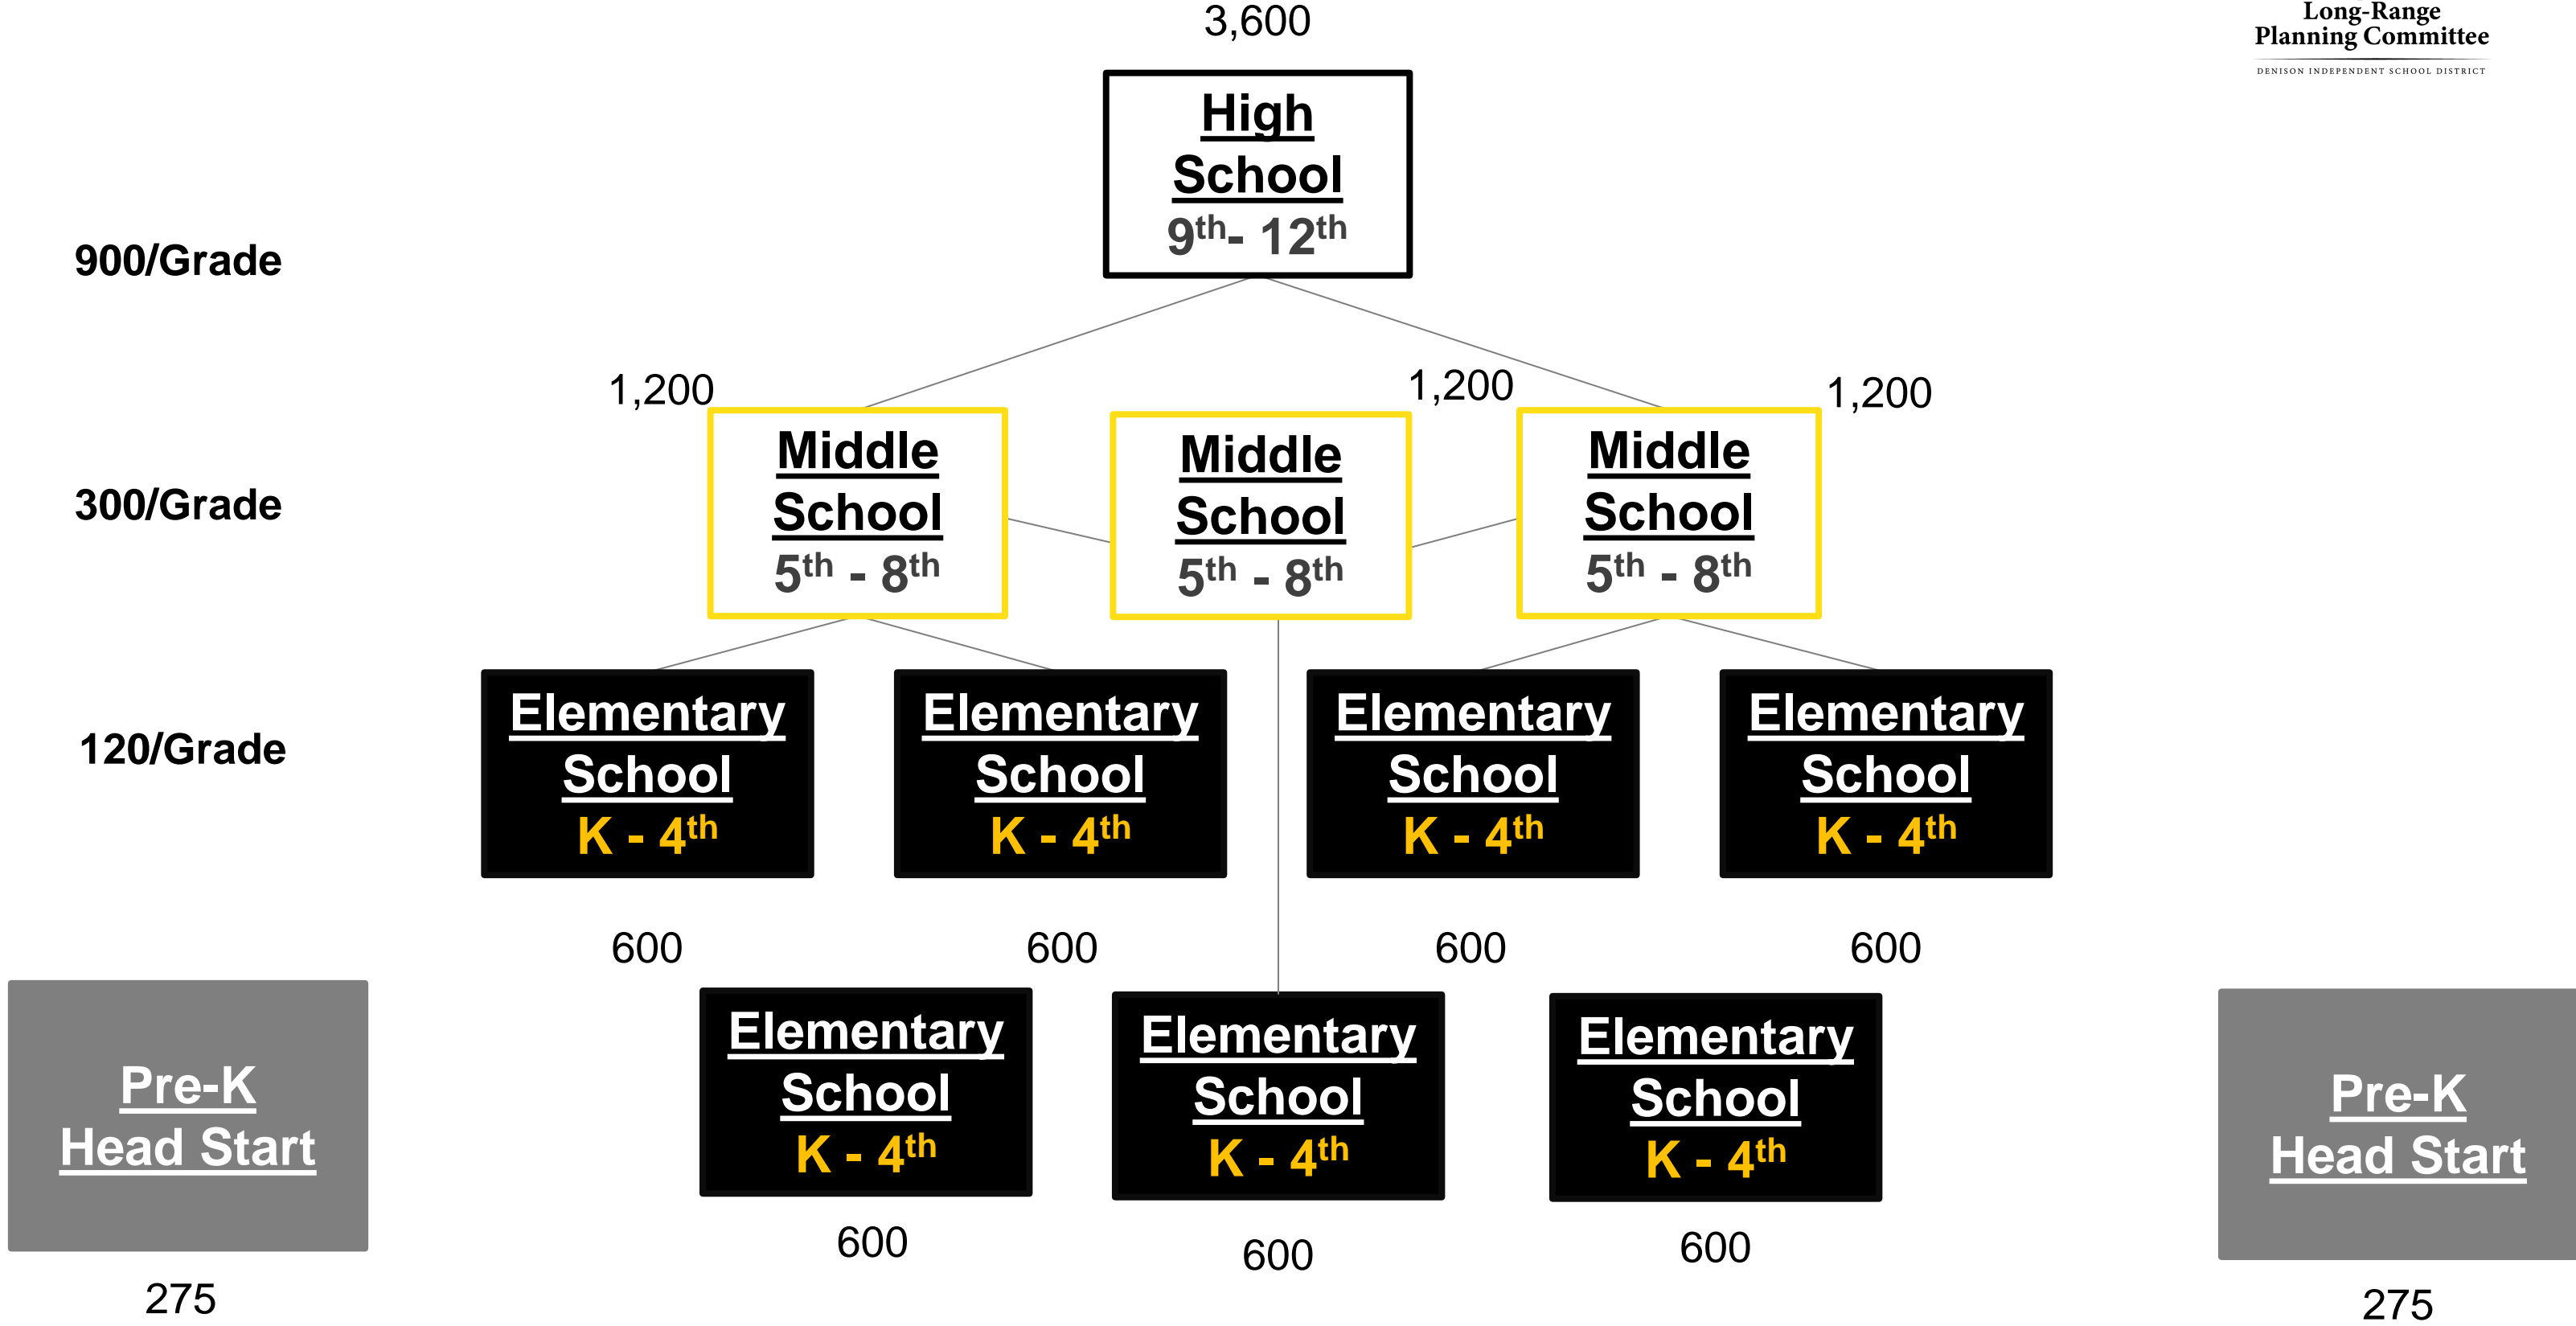 Long-Range
Planning Committee
DENISON INDEPENDENT SCHOOL DISTRICT
3,600
High
School
9th- 12th
900/Grade
1,200
1,200
1,200
Middle
School
5th - 8th
Middle
School
5th - 8th
Middle
School
5th - 8th
300/Grade
Elementary
School
K - 4th
Elementary
School
K - 4th
Elementary
School
K - 4th
Elementary
School
K - 4th
120/Grade
600
600
600
600
Pre-K
Head Start
275
Elementary
School
K - 4th
600
Elementary
School
K - 4th
600
Elementary
School
K - 4th
600
Pre-K
Head Start
275